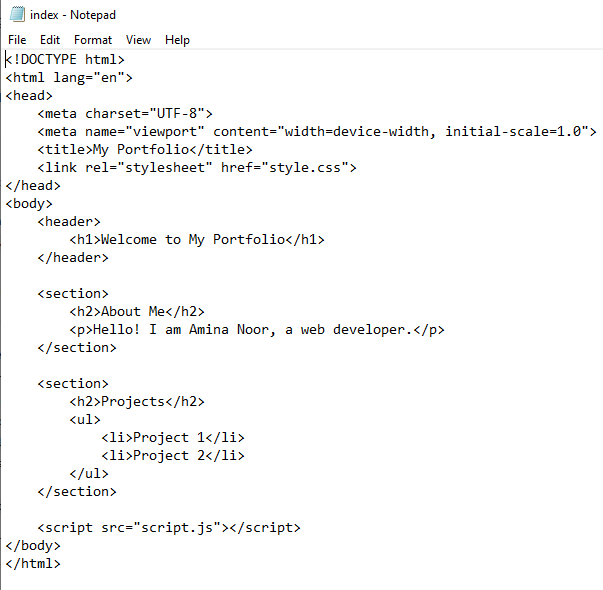 index - Notepad
File Edit Format View Help
<!DOCTYPE html>
<html lang="en">
<head>
    <meta charset="UTF-8">
    <meta name="viewport" content="width=device-width, initial-scale=1.0">
    <title>My Portfolio</title>
    <link rel="stylesheet" href="style.css">
</head>
<body>
    <header>
        <h1>Welcome to My Portfolio</h1>
    </header>

    <section>
        <h2>About Me</h2>
        <p>Hello! I am Amina Noor, a web developer.</p>
    </section>

    <section>
        <h2>Projects</h2>
        <ul>
            <li>Project 1</li>
            <li>Project 2</li>
        </ul>
    </section>

    <script src="script.js"></script>
</body>
</html>